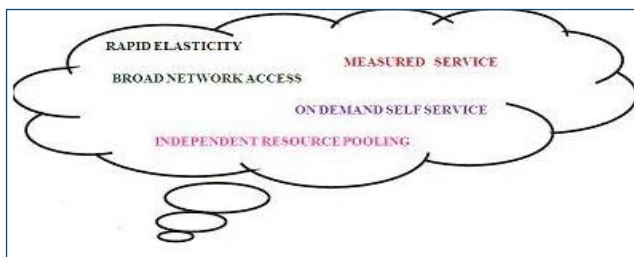 RAPID ELASTICITY
MEASURED SERVICE
BROAD NETWORK ACCESS
ON DEMAND SELF SERVICE
INDEPENDENT RESOURCE POOLING